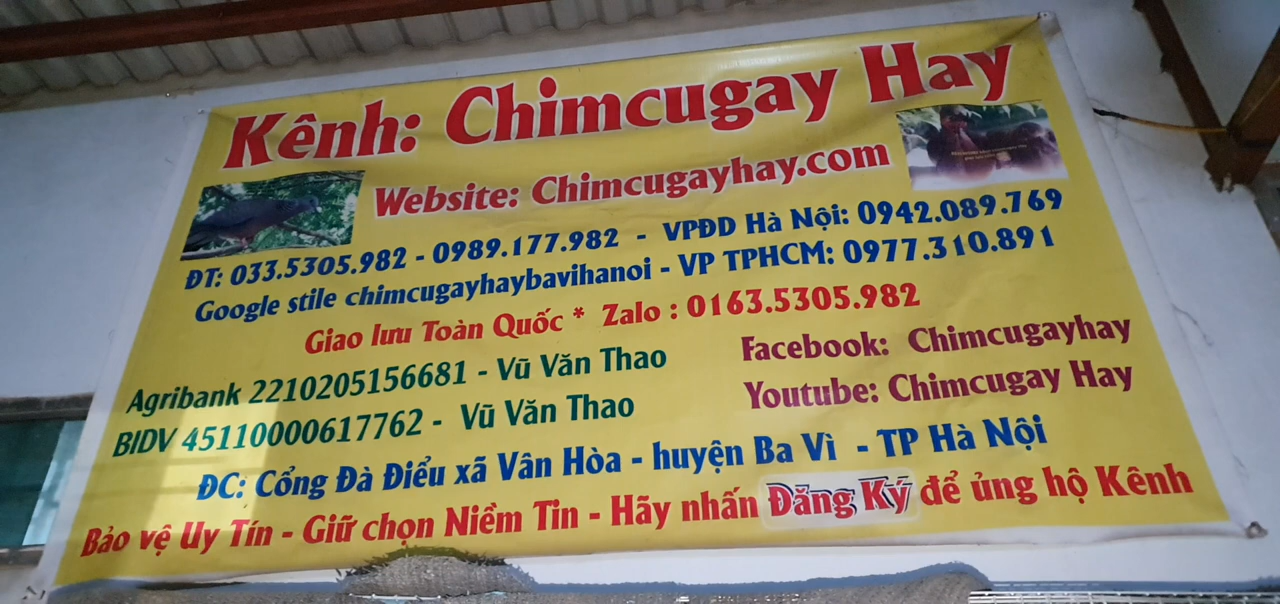 Kênh: Chimcugay Hay
Website: Chimcugayhay.com
ĐT: 033.5305.982 - 0989.177.982 - VPĐD Hà Nội: 0942.089.769
Google stile chimcugayhaybavihanoi - VP TPHCM: 0977.310.891
Giao lưu Toàn Quốc * Zalo : 0163.5305.982
Agribank 2210205156681 - Vũ Văn Thao
Facebook: Chimcugayhay
BIDV 45110000617762 - Vũ Văn Thao
Youtube: Chimcugay Hay
ĐC: Cổng Đà Điểu xã Vân Hòa - huyện Ba Vì - TP Hà Nội
Bảo vệ Uy Tín - Giữ chọn Niềm Tin - Hãy nhấn Đăng Ký để ủng hộ Kênh